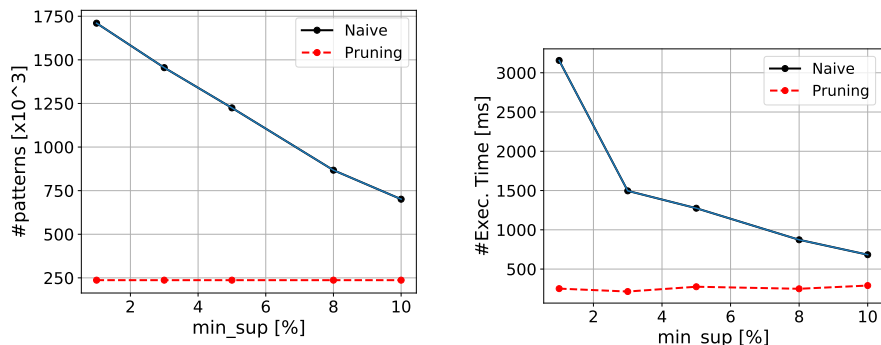 1750
1500
1250
1000
750
500
250
#patterns [x10^3]
Naive
Pruning
2 4 6 8 10
min_sup [%]
3000
2500
2000
1500
1000
500
#Exec. Time [ms]
Naive
Pruning
2 4 6 8 10
min_sup [%]